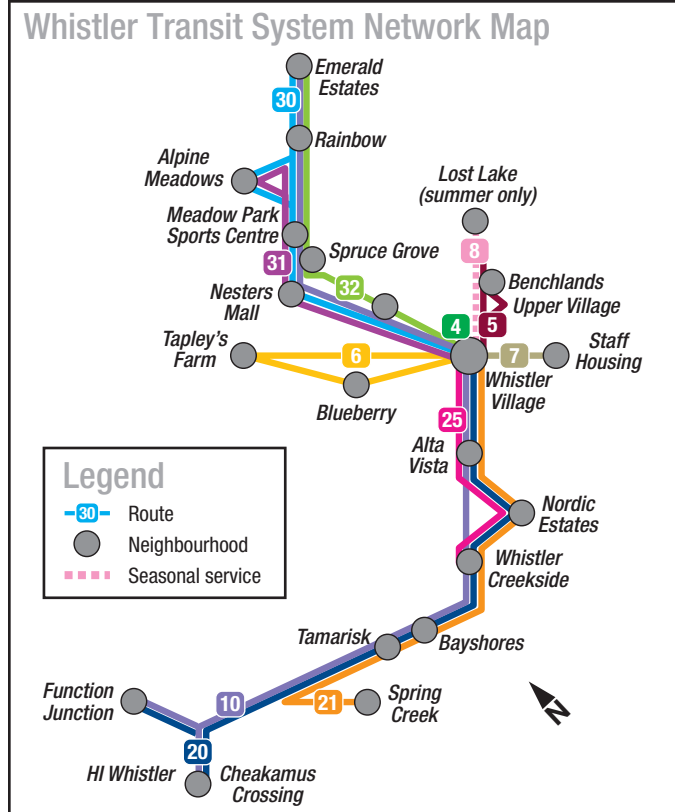 Whistler Transit System Network Map
Emerald
Estates
30
Rainbow
Alpine
Meadows
Lost Lake
(summer only)
Meadow Park
Sports Centre
8
31
Spruce Grove
32
Benchlands
Nesters
Mall
Upper Village
4
5
Tapley's
Farm
6
7
Staff
Housing
Whistler
Village
Blueberry
25
Alta
Vista
Legend
30
Route
Neighbourhood
Seasonal service
Nordic
Estates
Whistler
Creekside
Tamarisk
Bayshores
Function
Junction
10
21
Spring
Creek
N
20
HI Whistler
Cheakamus
Crossing